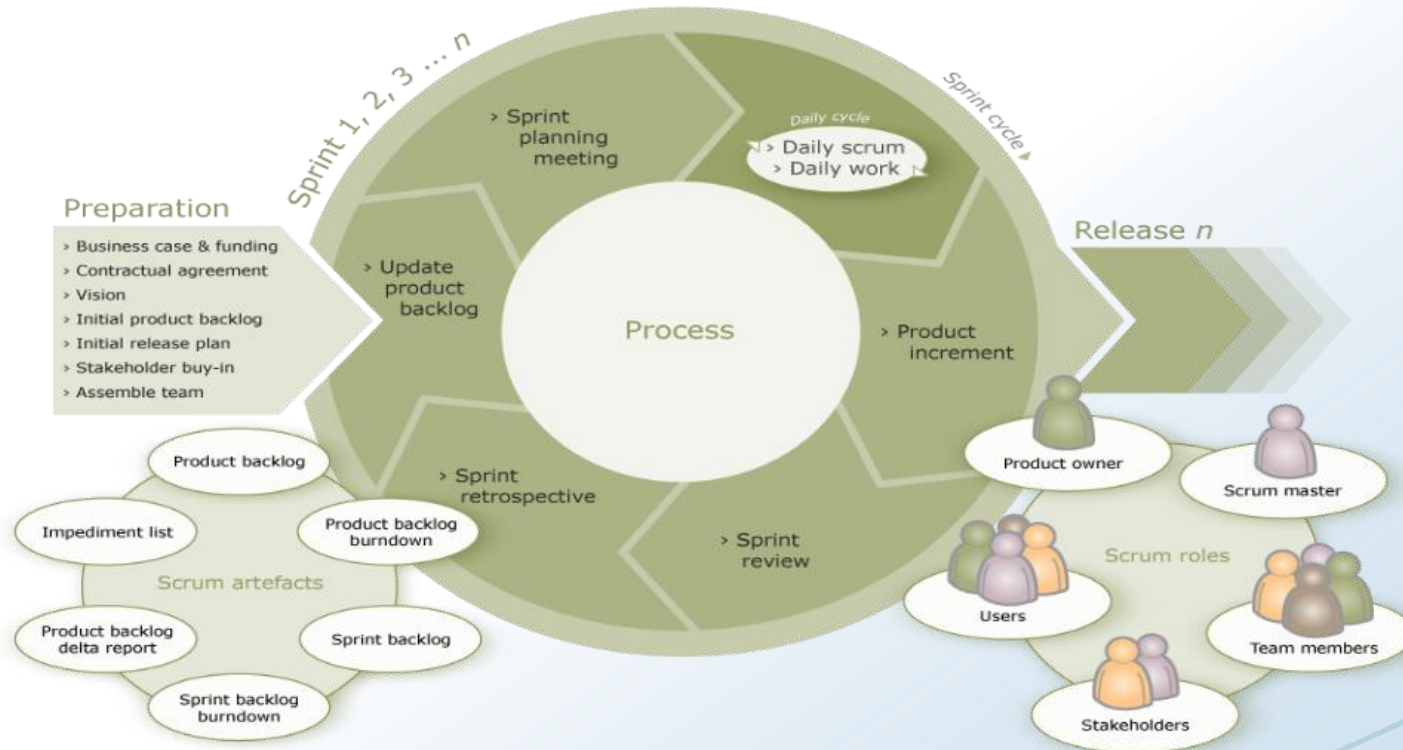 Sprint 1, 2, 3 ... n
Preparation
> Business case & funding
> Contractual agreement
> Vision
> Initial product backlog
> Initial release plan
> Stakeholder buy-in
> Assemble team
> Sprint
planning
meeting
Daily cycle
> Daily scrum
> Daily work
Sprint cycle
> Update
product
backlog
Process
> Product
increment
Release n
> Sprint
retrospective
> Sprint
review
Product backlog
Impediment list
Product backlog
burndown
Scrum artefacts
Product backlog
delta report
Sprint backlog
Sprint backlog
burndown
Product owner
Scrum master
Scrum roles
Users
Team members
Stakeholders